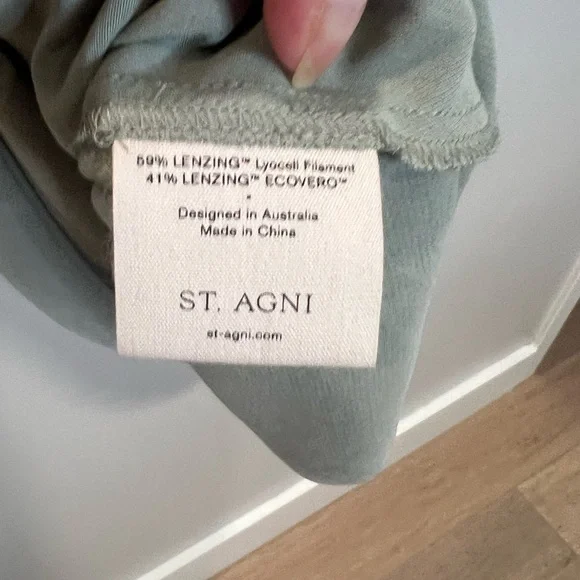 59% LENZING™ Lyocell Filament
41% LENZING™ ECOVERO™
Designed in Australia
Made in China
ST. AGNI
st-agni.com